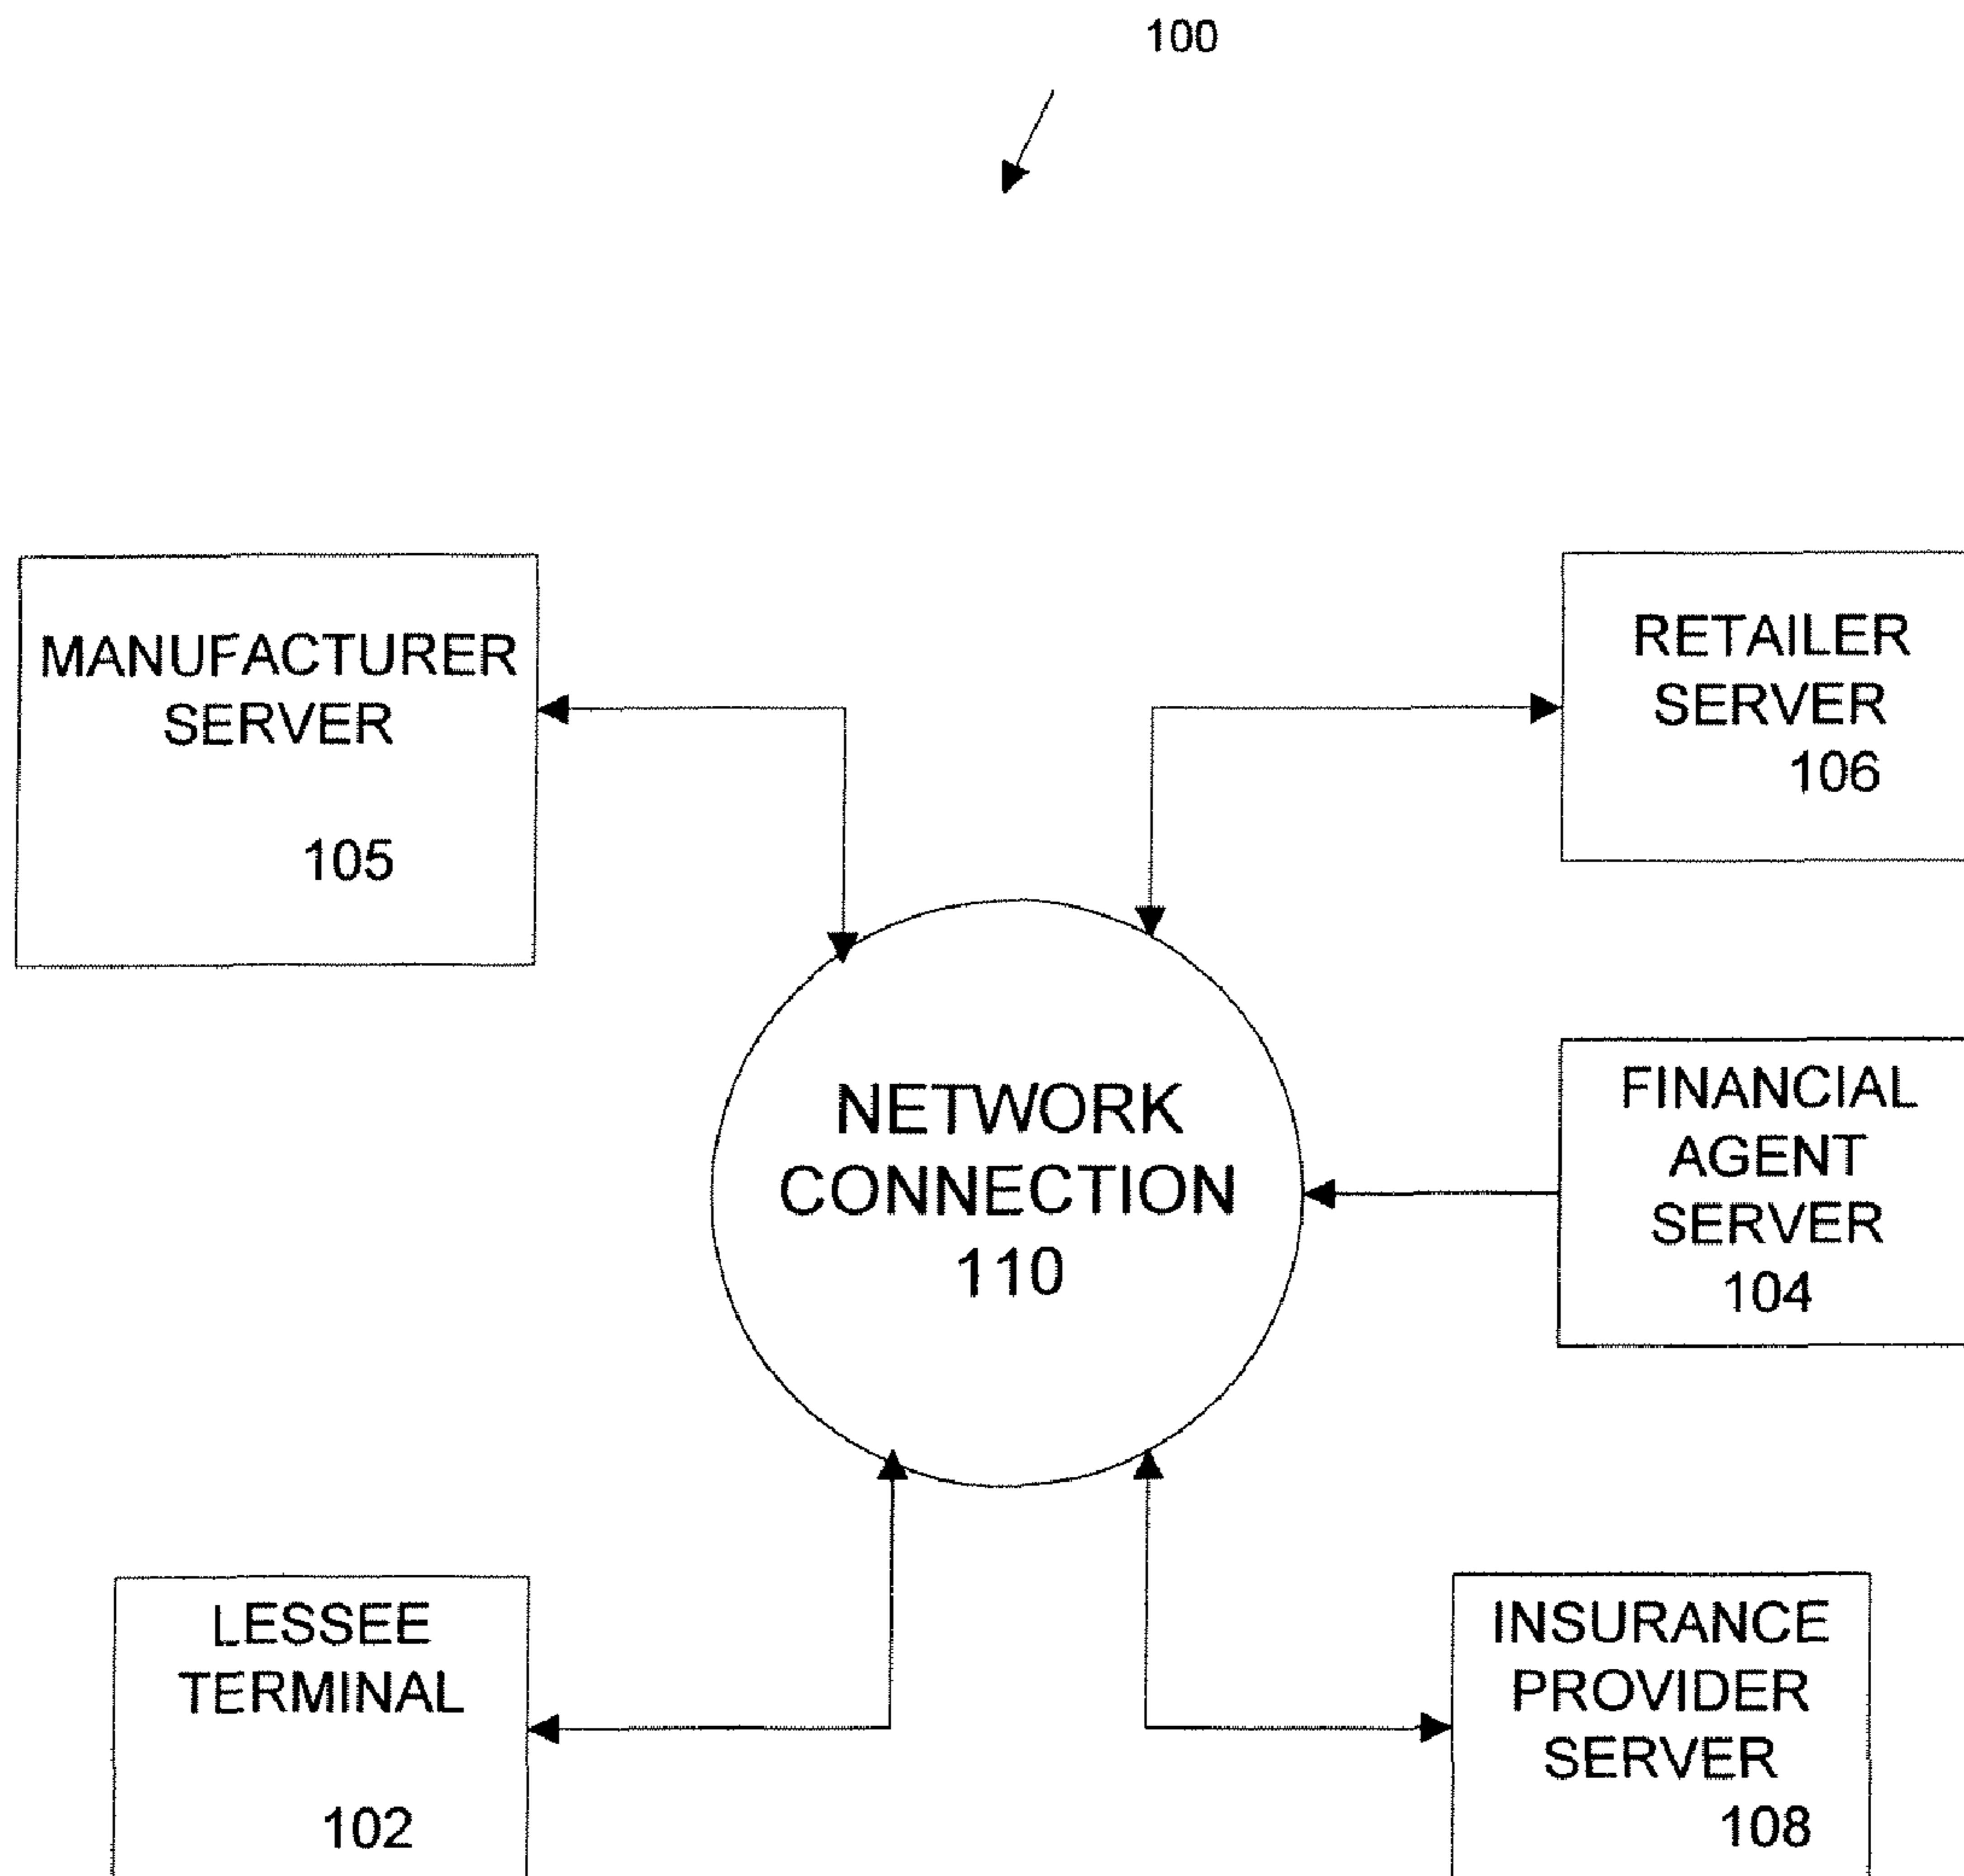 100
MANUFACTURER
SERVER
105
RETAILER
SERVER
106
NETWORK
CONNECTION
110
FINANCIAL
AGENT
SERVER
104
LESSEE
TERMINAL
102
INSURANCE
PROVIDER
SERVER
108